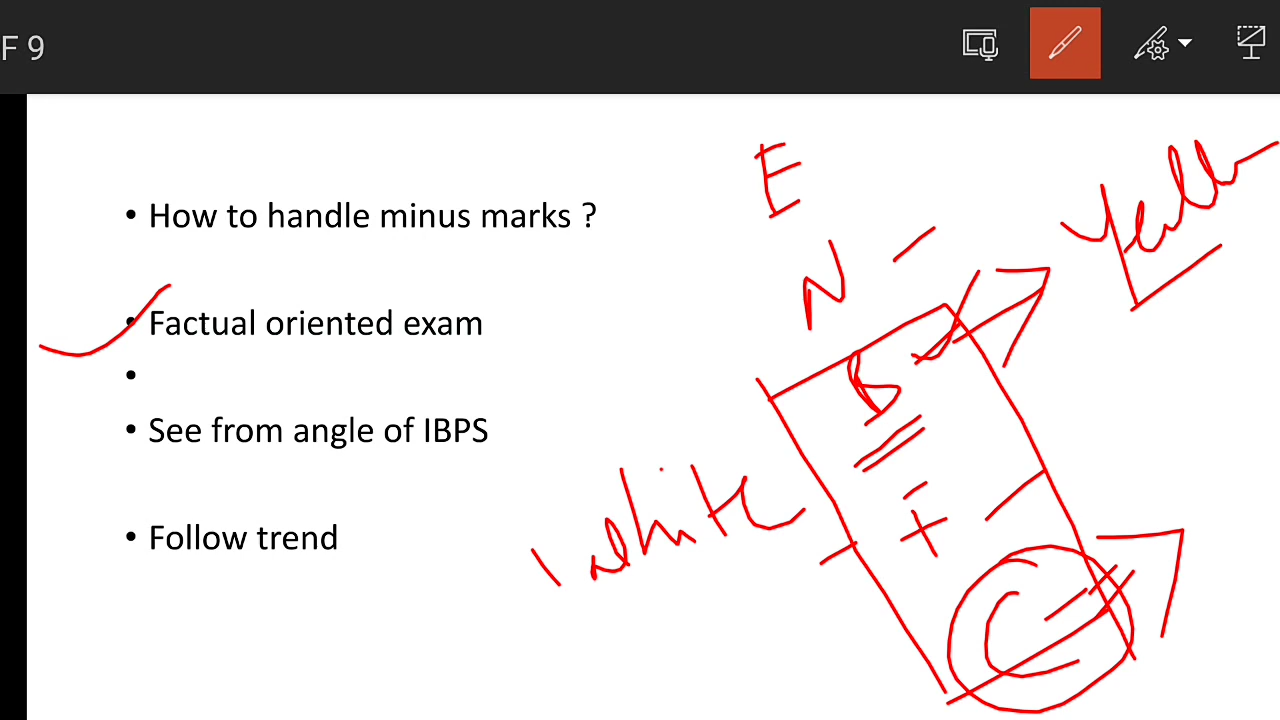 F 9
• How to handle minus marks ?
• Factual oriented exam
•
• See from angle of IBPS
• Follow trend
E
N -
B
+
C
White